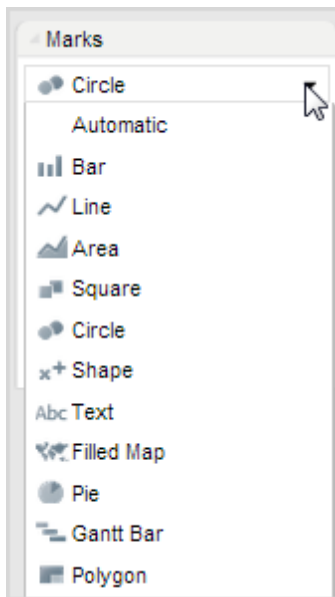 Marks
Circle
Automatic
Bar
Line
Area
Square
Circle
Shape
Abc Text
Filled Map
Pie
Gantt Bar
Polygon